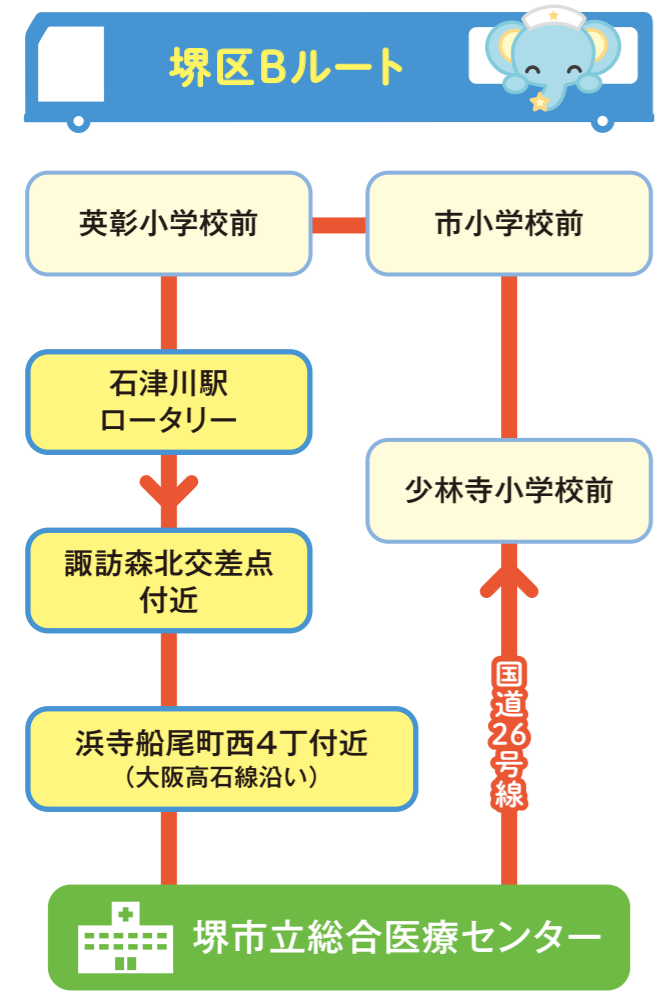 堺区Bルート
英彰小学校前
市小学校前
石津川駅
ロータリー
少林寺小学校前
諏訪森北交差点
付近
国道26号線
浜寺船尾町西4丁付近
（大阪高石線沿い）
堺市立総合医療センター